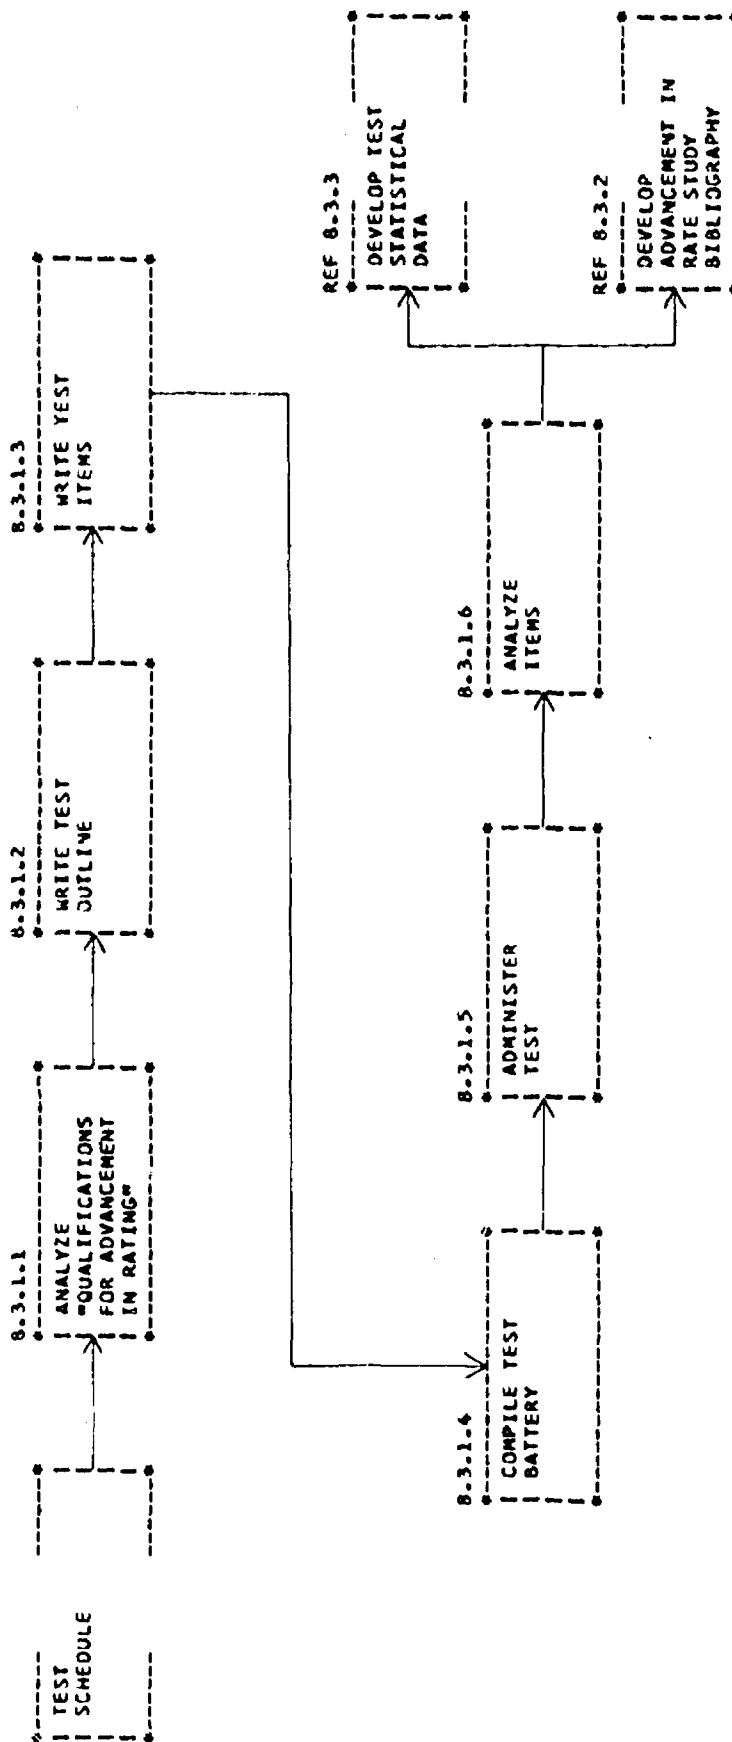 TEST
SCHEDULE
8.3.1.1
ANALYZE
"QUALIFICATIONS
FOR ADVANCEMENT
IN RATING"
8.3.1.2
WRITE TEST
OUTLINE
8.3.1.3
WRITE TEST
ITEMS
8.3.1.4
COMPILE TEST
BATTERY
8.3.1.5
ADMINISTER
TEST
8.3.1.6
ANALYZE
ITEMS
REF 8.3.3
DEVELOP TEST
STATISTICAL
DATA
REF 8.3.2
DEVELOP
ADVANCEMENT IN
RATE STUDY
BIBLIOGRAPHY